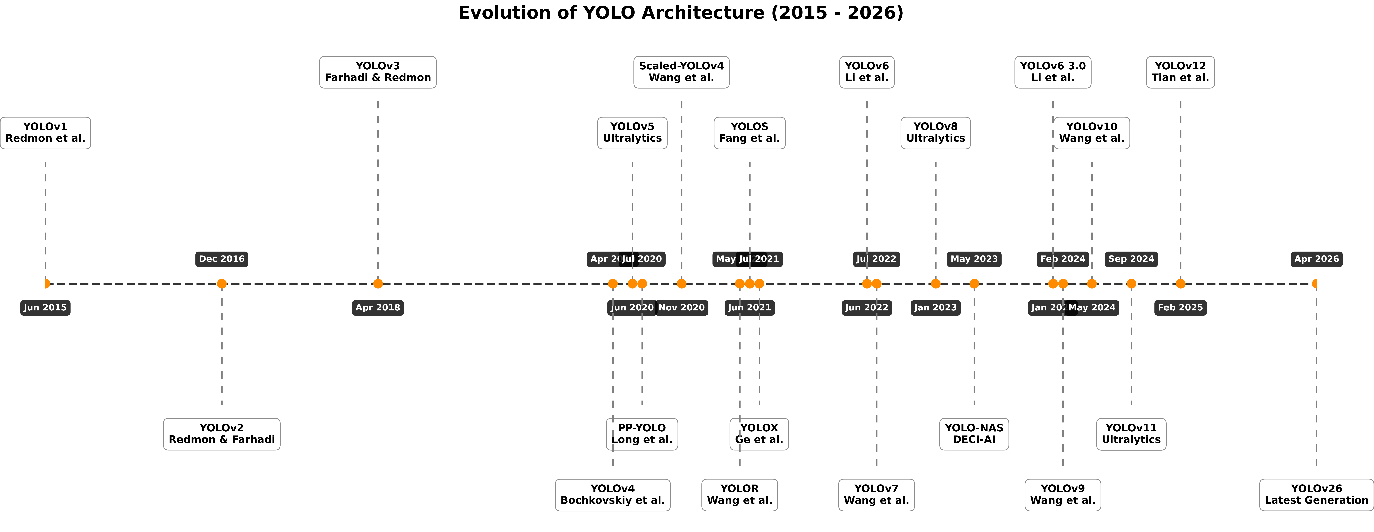 Evolution of YOLO Architecture (2015 - 2026)
YOLOv3
Farhadi & Redmon
Scaled-YOLOv4
Wang et al.
YOLOv6
Li et al.
YOLOv6 3.0
Li et al.
YOLOv12
Tian et al.
YOLOv1
Redmon et al.
YOLOv5
Ultralytics
YOLOS
Fang et al.
YOLOv8
Ultralytics
YOLOv10
Wang et al.
Dec 2016
Apr
Jul 2020
May
Jul 2021
Jul 2022
May 2023
Feb 2024
Sep 2024
Apr 2026
Jun 2015
Apr 2018
Jun 2020
Nov 2020
Jun 2021
Jun 2022
Jan 2023
Jan
May 2024
Feb 2025
YOLOv2
Redmon & Farhadi
PP-YOLO
Long et al.
YOLOX
Ge et al.
YOLO-NAS
DECI-AI
YOLOv11
Ultralytics
YOLOv4
Bochkovskiy et al.
YOLOR
Wang et al.
YOLOv7
Wang et al.
YOLOv9
Wang et al.
YOLOv26
Latest Generation